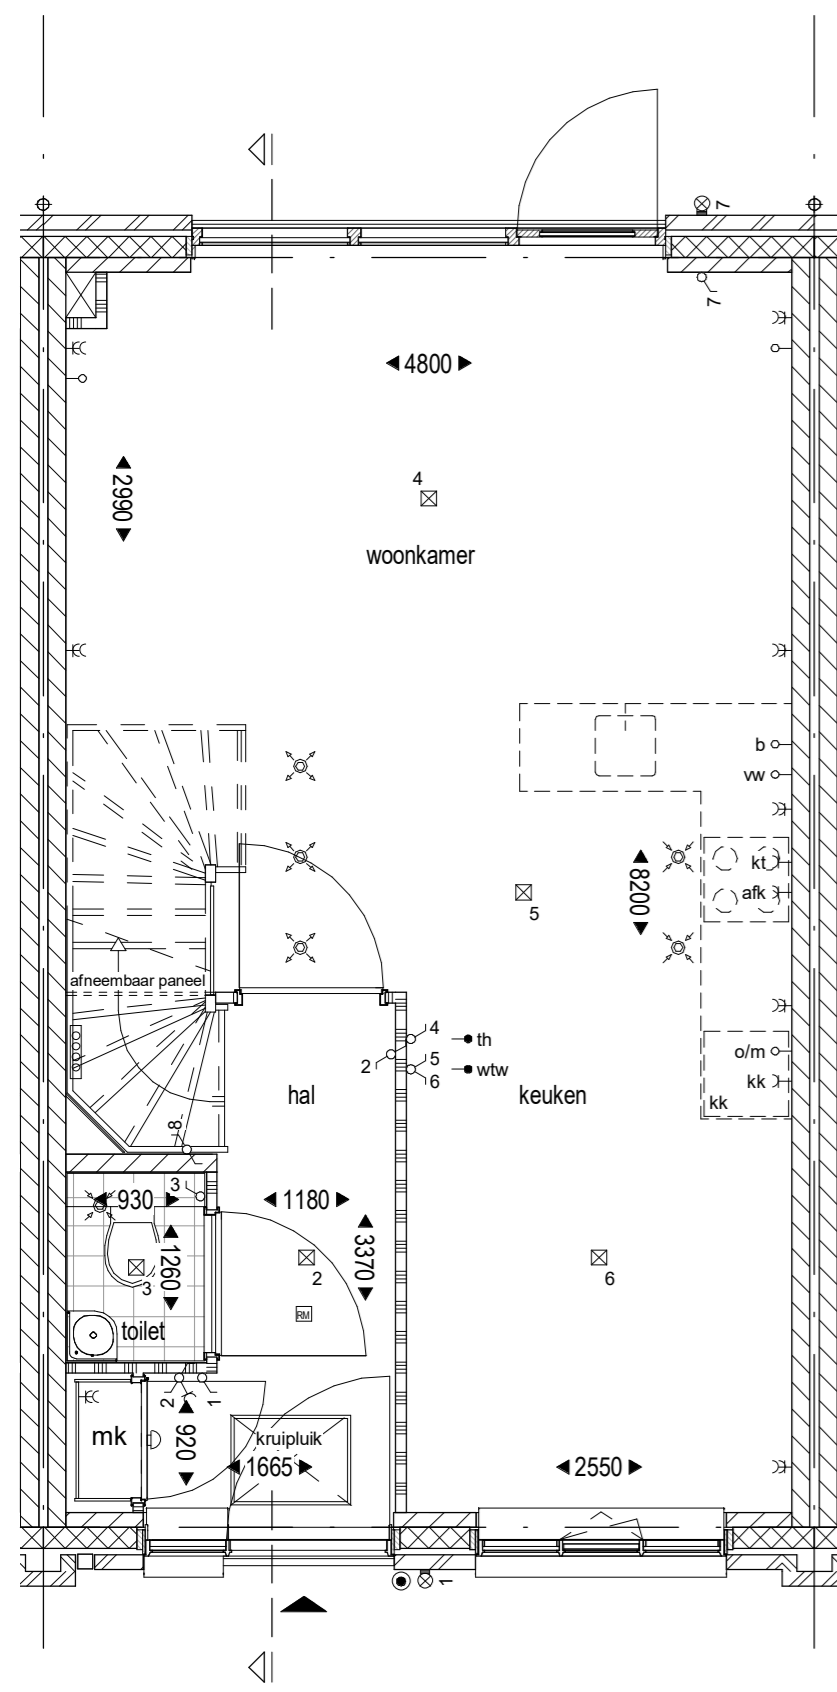 7
7
4800
2990
4
woonkamer
b
vw
kt
afk
8200
5
afneembaar paneel
4
th
2
5
6
wtw
o/m
kk
kk
hal
keuken
8
3
930
1180
1260
3370
3
2
6
RM
toilet
2
1
mk
920
kruipluik
1665
2550
1